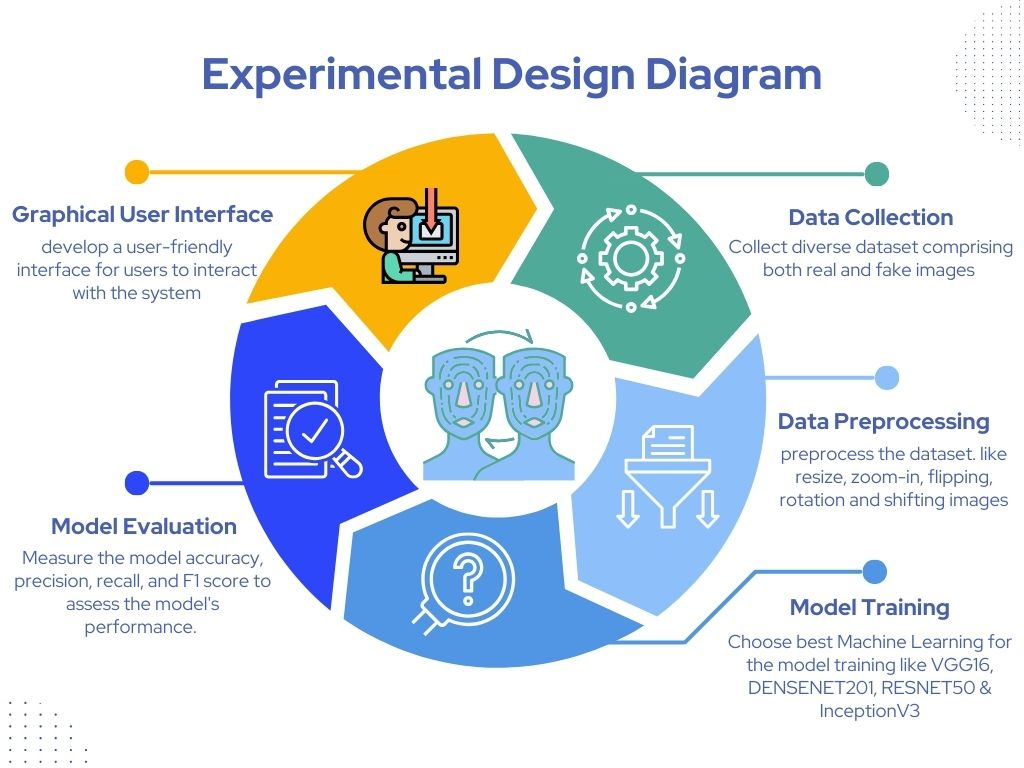 Experimental Design Diagram
Graphical User Interface
develop a user-friendly
interface for users to interact
with the system
Data Collection
Collect diverse dataset comprising
both real and fake images
Data Preprocessing
preprocess the dataset. like
resize, zoom-in, flipping,
rotation and shifting images
Model Evaluation
Measure the model accuracy,
precision, recall, and F1 score to
assess the model's
performance.
Model Training
Choose best Machine Learning for
the model training like VGG16,
DENSENET201, RESNET50 &
InceptionV3
?